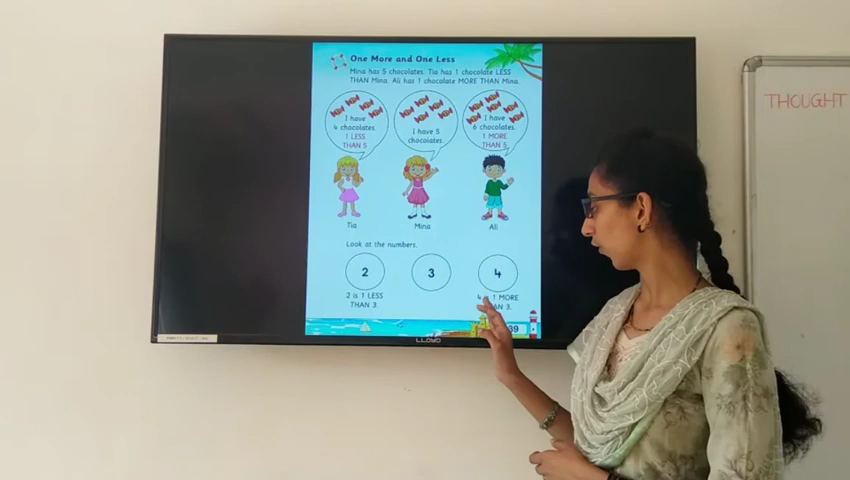 One More and One Less
Mina has 5 chocolates. Tia has 1 chocolate LESS
THAN Mina. Ali has 1 chocolate MORE THAN Mina.
I have
4 chocolates.
1 LESS
THAN 5
I have 5
chocolates.
I have
6 chocolates.
1 MORE
THAN 5
Tia
Mina
Ali
Look at the numbers.
2
3
4
2 is 1 LESS
THAN 3.
4 is 1 MORE
THAN 3.
39
LLOYD
THOUGHT